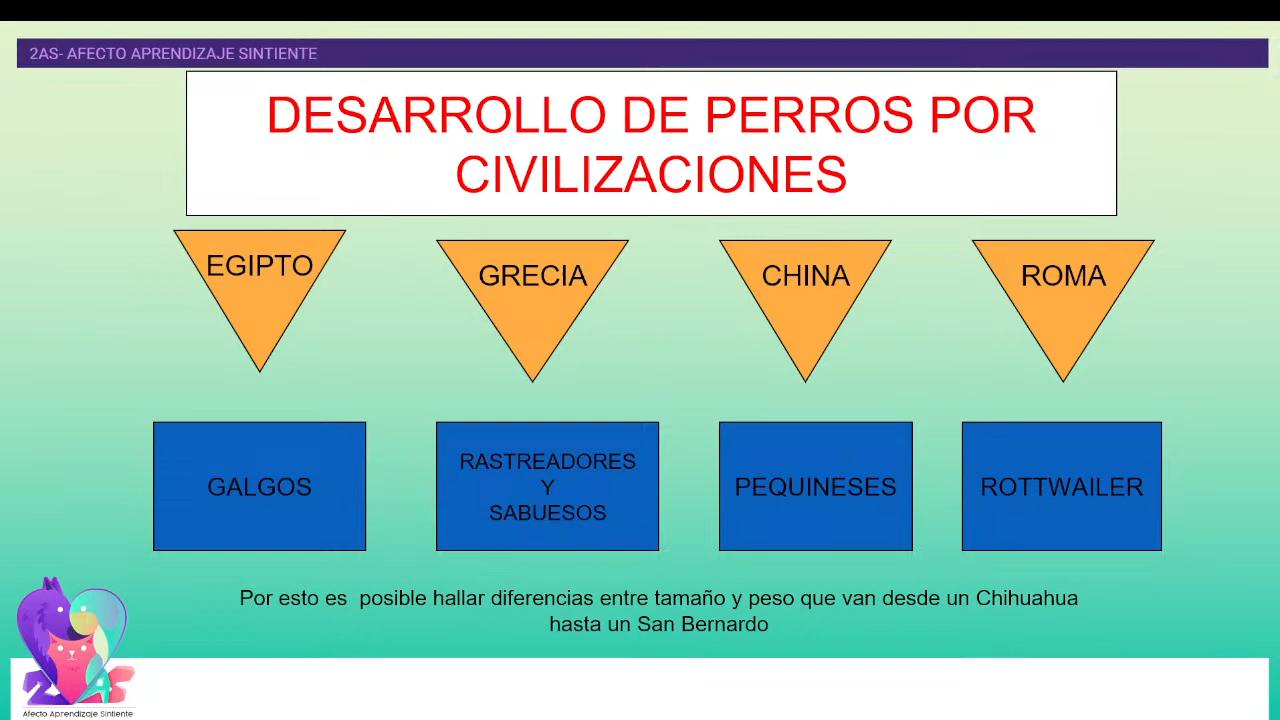 2AS- AFECTO APRENDIZAJE SINTIENTE
DESARROLLO DE PERROS POR
CIVILIZACIONES
EGIPTO
GRECIA
CHINA
ROMA
GALGOS
RASTREADORES
Y
SABUESOS
PEQUINESES
ROTTWAILER
Por esto es  posible hallar diferencias entre tamaño y peso que van desde un Chihuahua
hasta un San Bernardo
2AS
Afecto Aprendizaje Sintiente